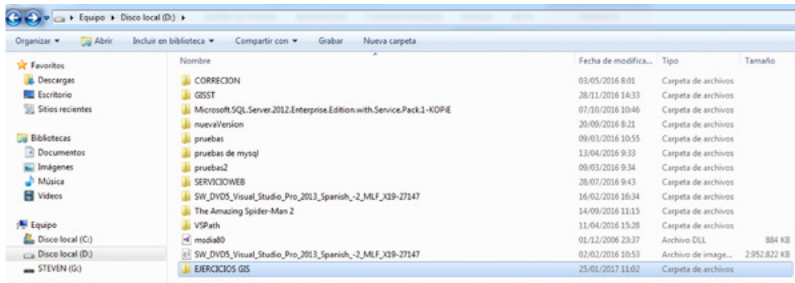 Equipo ▸ Disco local (D:) ▸
Organizar Abrir Incluir en biblioteca Compartir con Grabar Nueva carpeta
Nombre Fecha de modifica... Tipo Tamaño
Favoritos
Descargas
Escritorio
Sitios recientes
Bibliotecas
Documentos
Imágenes
Música
Vídeos
Equipo
Disco local (C:)
Disco local (D:)
STEVEN (G:)
CORRECION 03/05/2016 8:01 Carpeta de archivos
GISST 28/11/2016 14:33 Carpeta de archivos
Microsoft.SQL.Server.2012.Enterprise.Edition.with.Service.Pack.1-KOPiE 07/10/2016 10:46 Carpeta de archivos
nuevaVersion 20/09/2016 8:21 Carpeta de archivos
pruebas 09/03/2016 10:55 Carpeta de archivos
pruebas de mysql 13/04/2016 9:33 Carpeta de archivos
pruebas2 09/03/2016 9:34 Carpeta de archivos
SERVICIOWEB 28/07/2016 9:43 Carpeta de archivos
SW_DVD5_Visual_Studio_Pro_2013_Spanish_-2_MLF_X19-27147 16/02/2016 16:34 Carpeta de archivos
The Amazing Spider-Man 2 14/09/2016 11:15 Carpeta de archivos
VSPath 11/04/2016 15:28 Carpeta de archivos
msdia80 01/12/2006 23:37 Archivo DLL 884 KB
SW_DVD5_Visual_Studio_Pro_2013_Spanish_-2_MLF_X19-27147 02/02/2016 10:53 Archivo de image... 2.952.822 KB
EJERCICIOS GIS 25/01/2017 11:02 Carpeta de archivos